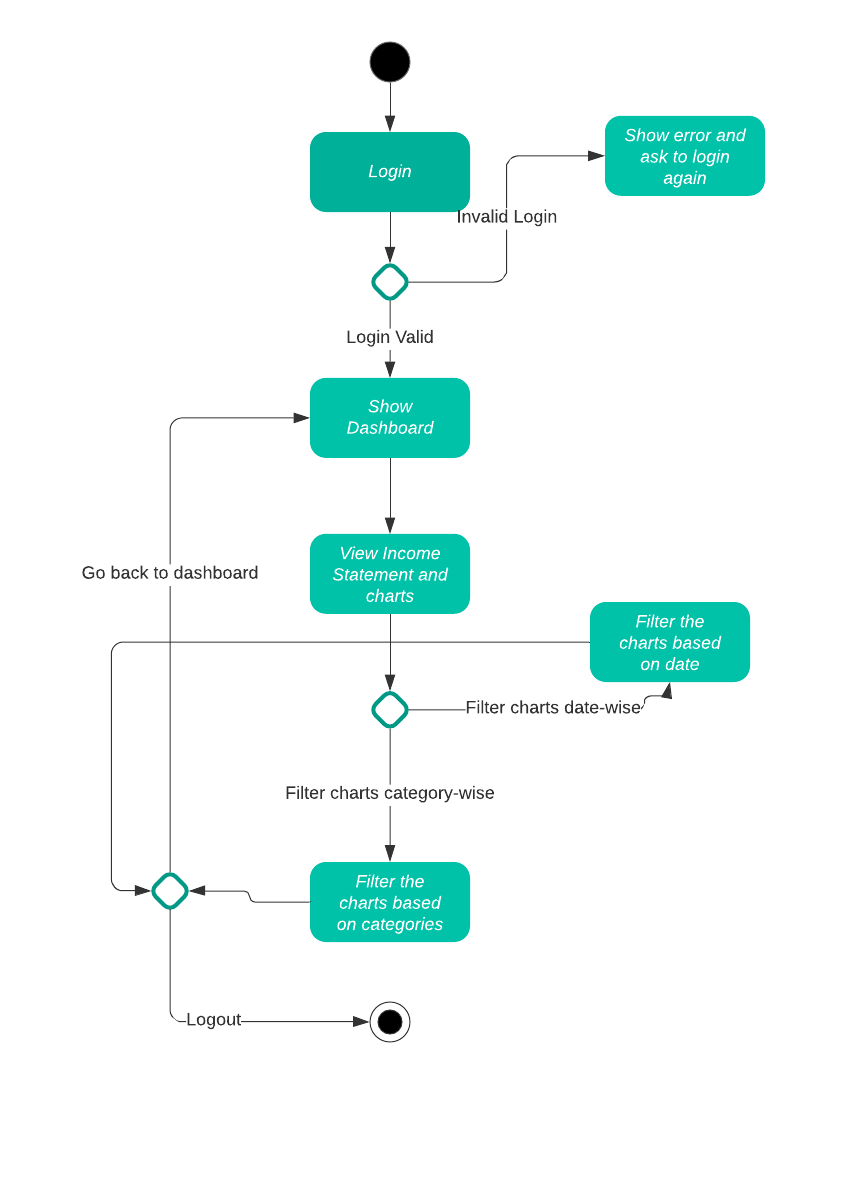 Show error and
ask to login
again
Login
Invalid Login
Login Valid
Show
Dashboard
View Income
Statement and
charts
Go back to dashboard
Filter the
charts based
on date
Filter charts date-wise
Filter charts category-wise
Filter the
charts based
on categories
Logout